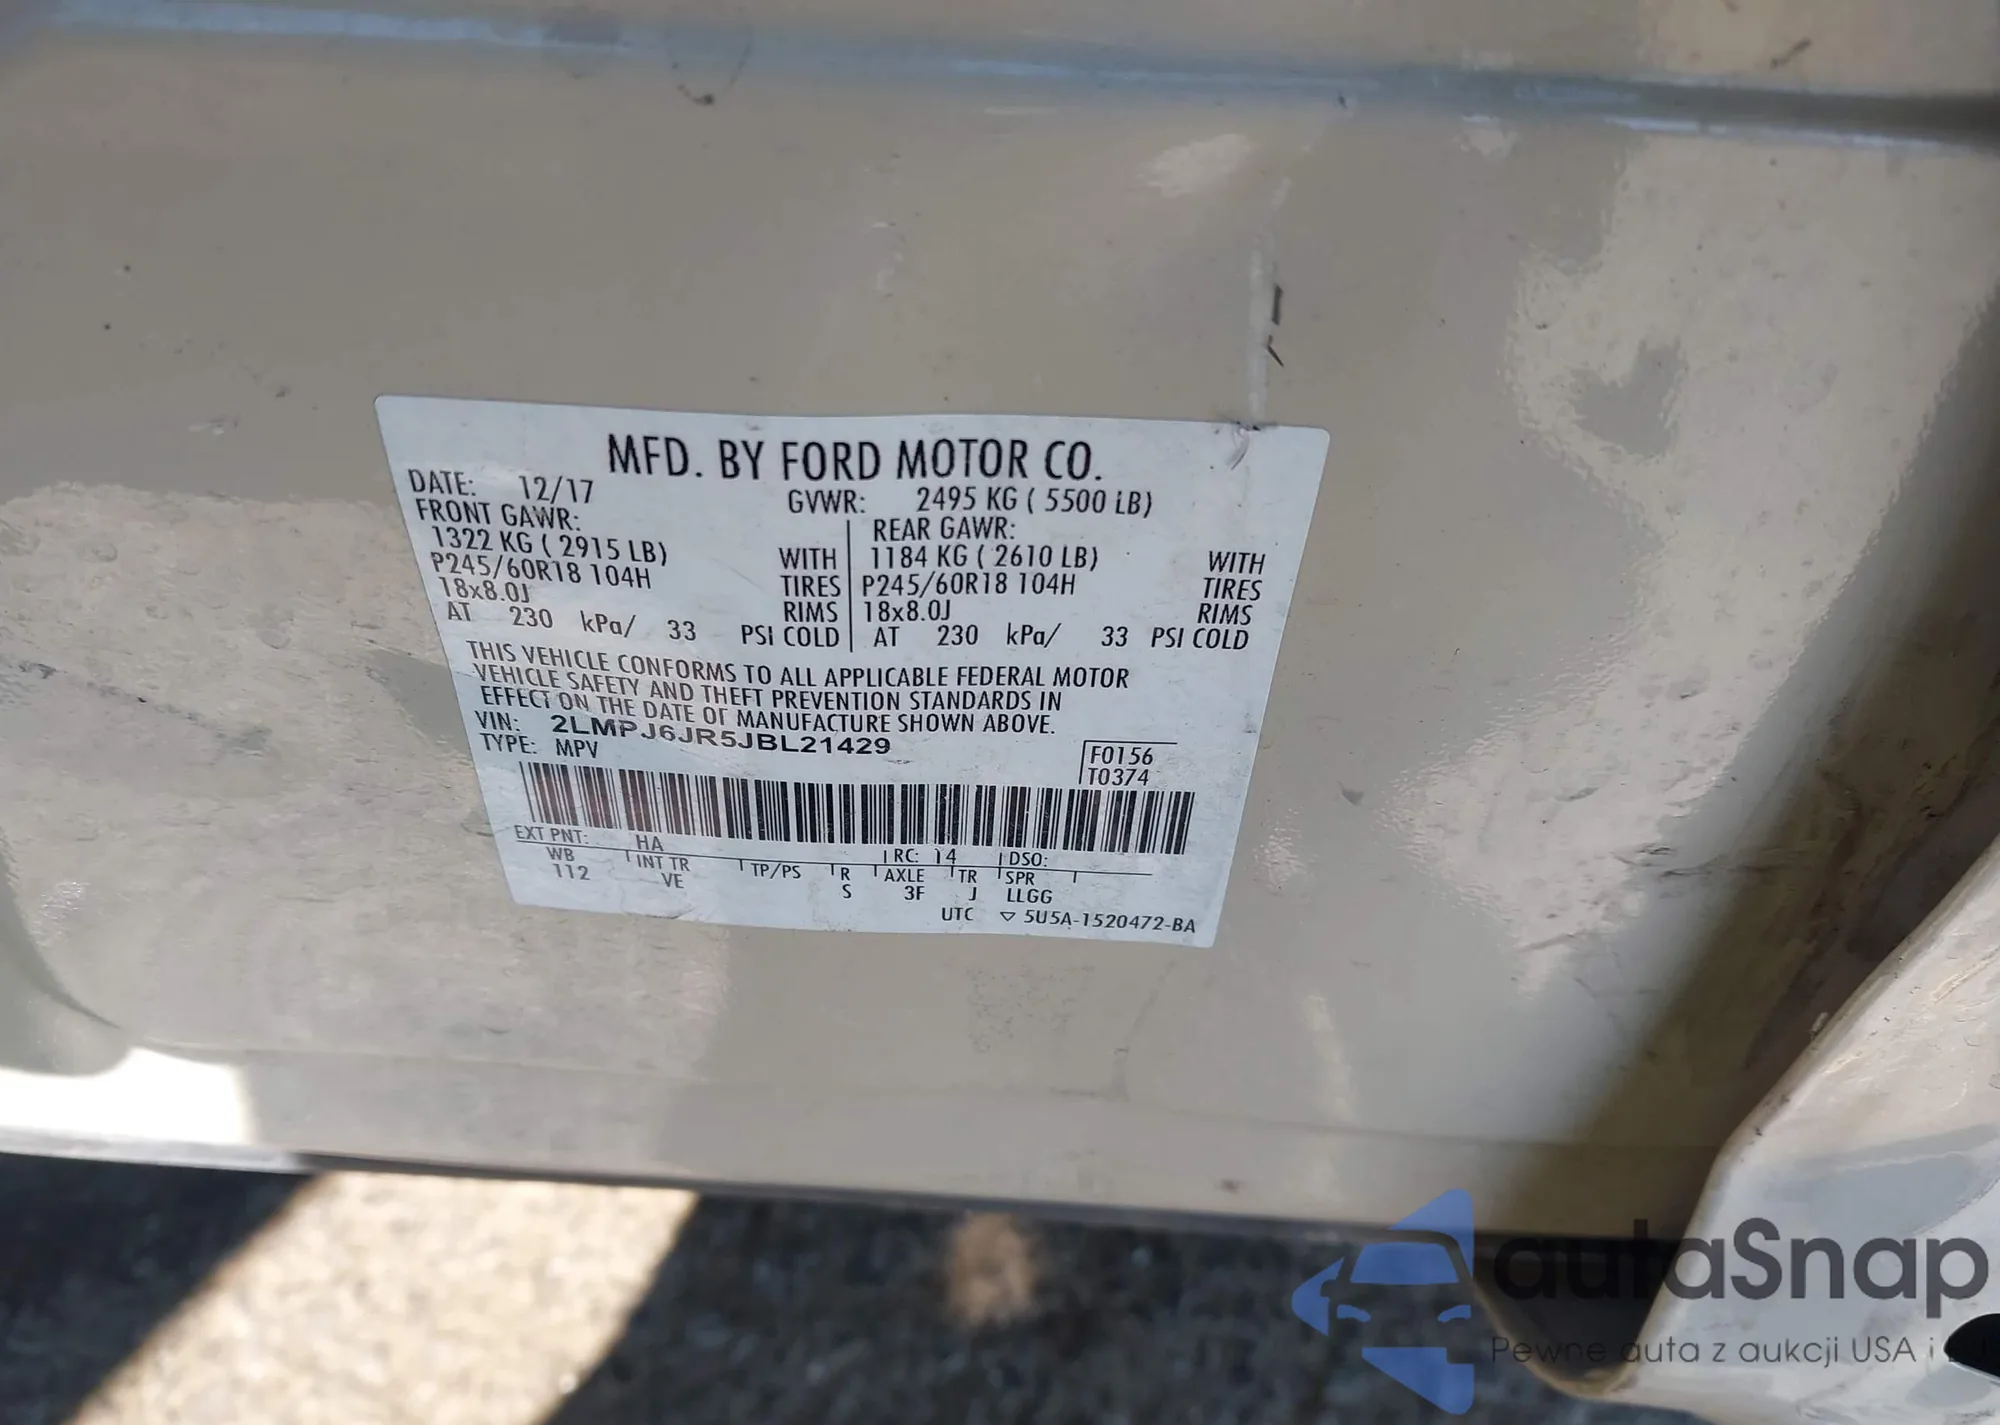 MFD. BY FORD MOTOR CO.
DATE: 12/17 GVWR: 2495 KG ( 5500 LB)
FRONT GAWR: REAR GAWR:
1322 KG ( 2915 LB) WITH 1184 KG ( 2610 LB) WITH
P245/60R18 104H TIRES P245/60R18 104H TIRES
18x8.0J RIMS 18x8.0J RIMS
AT 230 kPa/ 33 PSI COLD AT 230 kPa/ 33 PSI COLD
THIS VEHICLE CONFORMS TO ALL APPLICABLE FEDERAL MOTOR
VEHICLE SAFETY AND THEFT PREVENTION STANDARDS IN
EFFECT ON THE DATE OF MANUFACTURE SHOWN ABOVE.
VIN: 2LMPJ6JR5JBL21429
TYPE: MPV F0156
T0374
EXT PNT: HA RC: 14 DSO:
WB INT TR TP/PS R AXLE TR SPR
112 VE S 3F J LLGG
UTC ▽ 5U5A-1520472-BA
autaSnap
Pewne auta z aukcji USA i